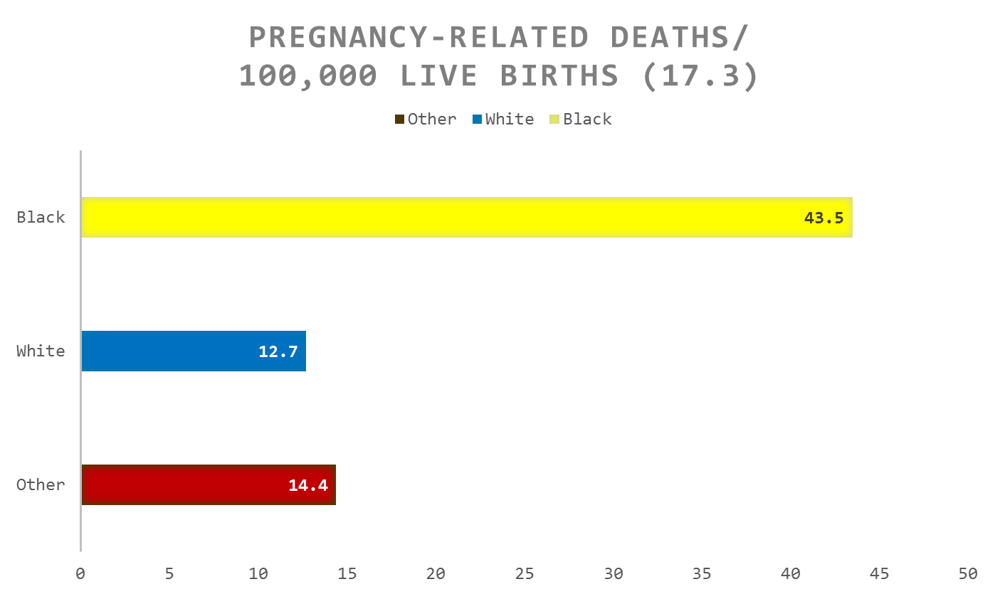 PREGNANCY-RELATED DEATHS/
100,000 LIVE BIRTHS (17.3)
Other White Black
Black 43.5
White 12.7
Other 14.4
0 5 10 15 20 25 30 35 40 45 50